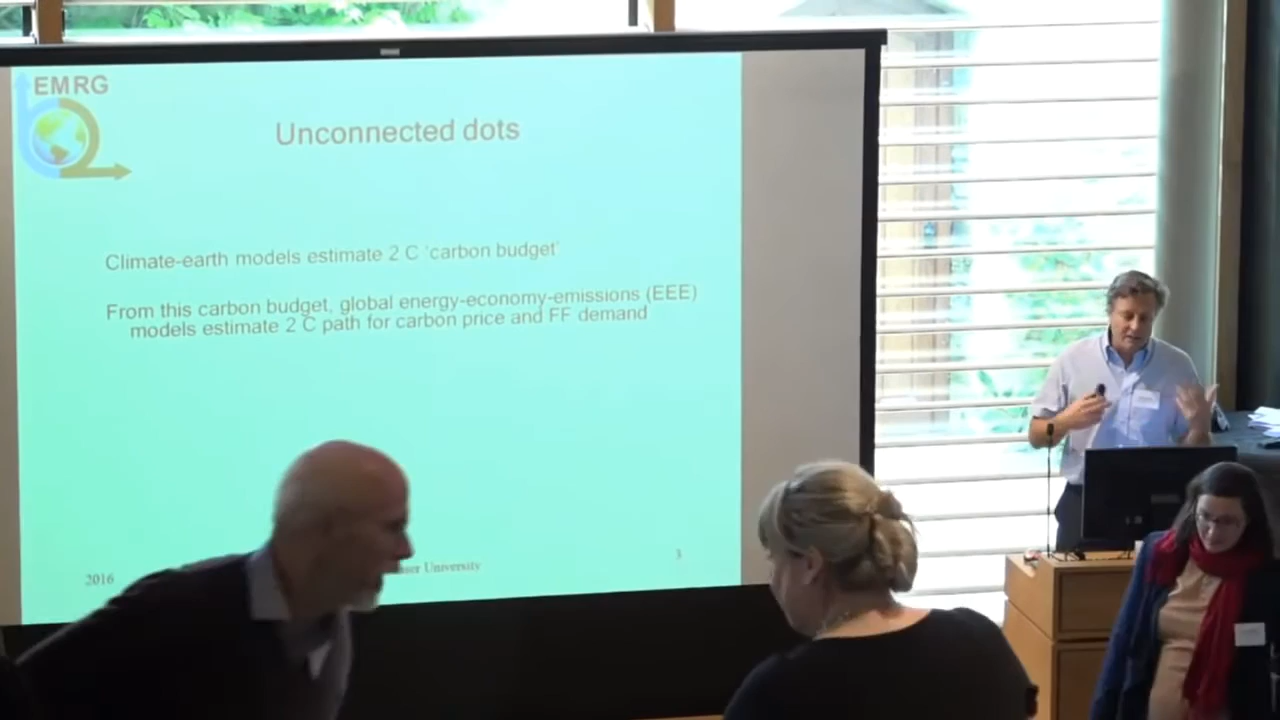 EMRG
Unconnected dots
Climate-earth models estimate 2 C ‘carbon budget’
From this carbon budget, global energy-economy-emissions (EEE)
models estimate 2 C path for carbon price and FF demand
2016
University
3